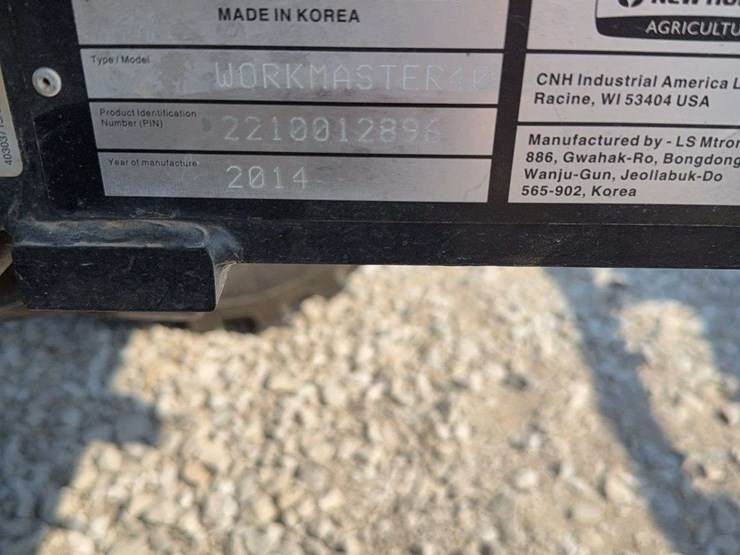 MADE IN KOREA
Type / Model
WORKMASTER40
Product identification
Number (PIN)
2210012896
Year of manufacture
2014
AGRICULTU
CNH Industrial America L
Racine, WI 53404 USA
Manufactured by - LS Mtron
886, Gwahak-Ro, Bongdong
Wanju-Gun, Jeollabuk-Do
565-902, Korea